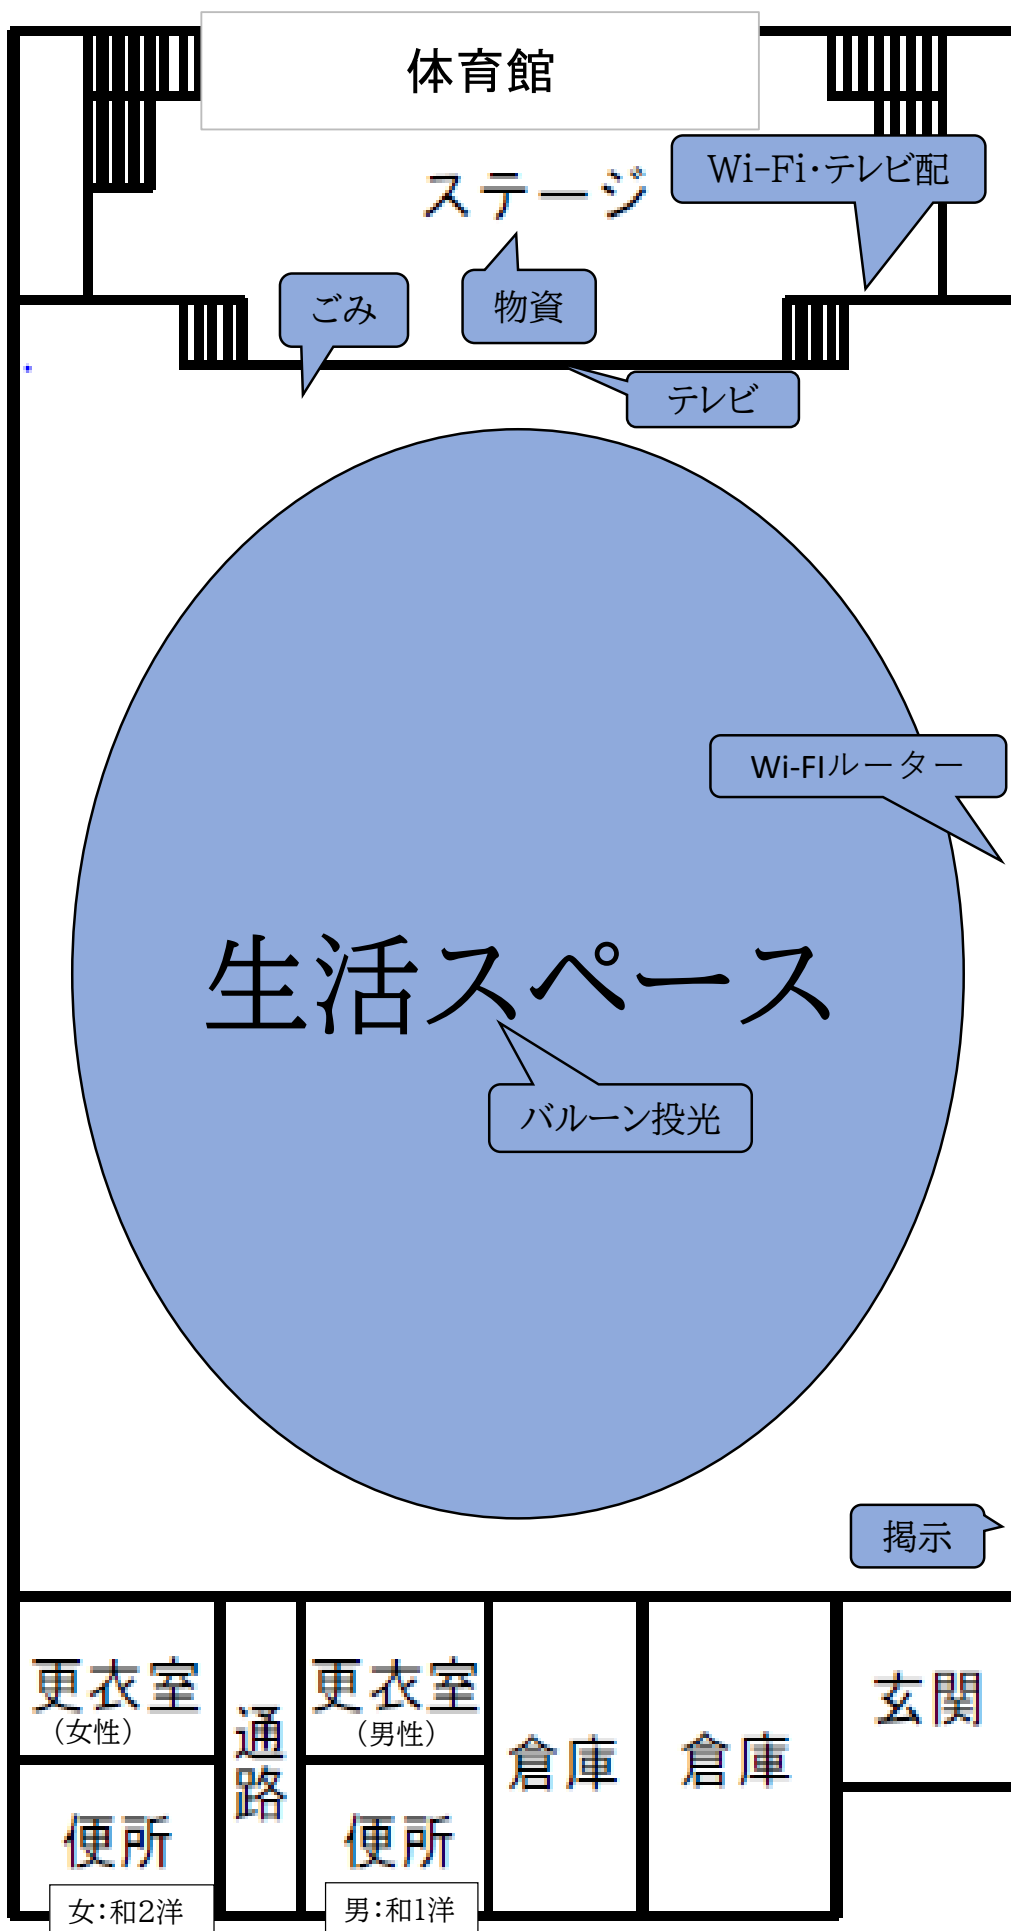 体育館
ステージ
Wi-Fi・テレビ配
ごみ
物資
テレビ
Wi-FIルーター
生活スペース
バルーン投光
掲示
更衣室
（女性）
通路
更衣室
（男性）
倉庫
倉庫
玄関
便所
便所
女：和2洋
男：和1洋